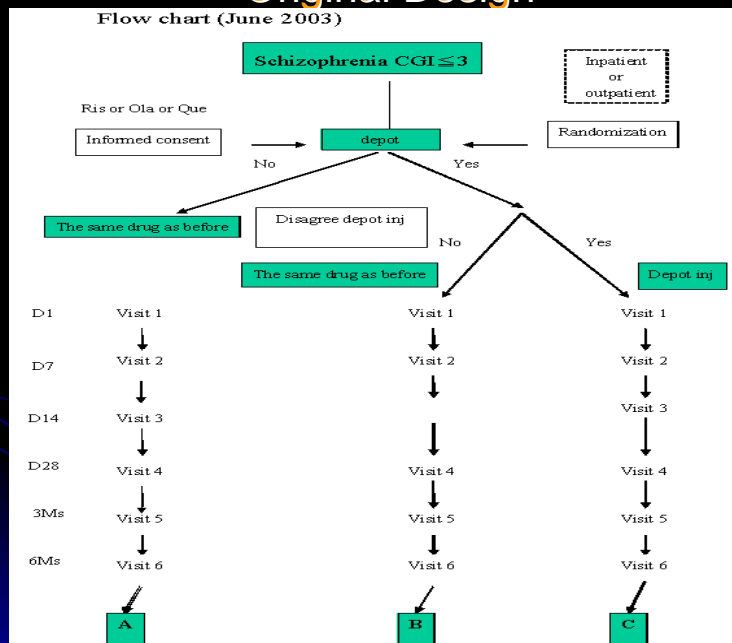 Original Design
Flow chart (June 2003)
Schizophrenia CGI≦3
Inpatient
or
outpatient
Ris or Ola or Que
Informed consent
depot
Randomization
No
Yes
The same drug as before
Disagree depot inj
No
Yes
The same drug as before
Depot inj
D1
Visit 1
Visit 1
Visit 1
D7
Visit 2
Visit 2
Visit 2
D14
Visit 3
Visit 3
D28
Visit 4
Visit 4
Visit 4
3Ms
Visit 5
Visit 5
Visit 5
6Ms
Visit 6
Visit 6
Visit 6
A
B
C